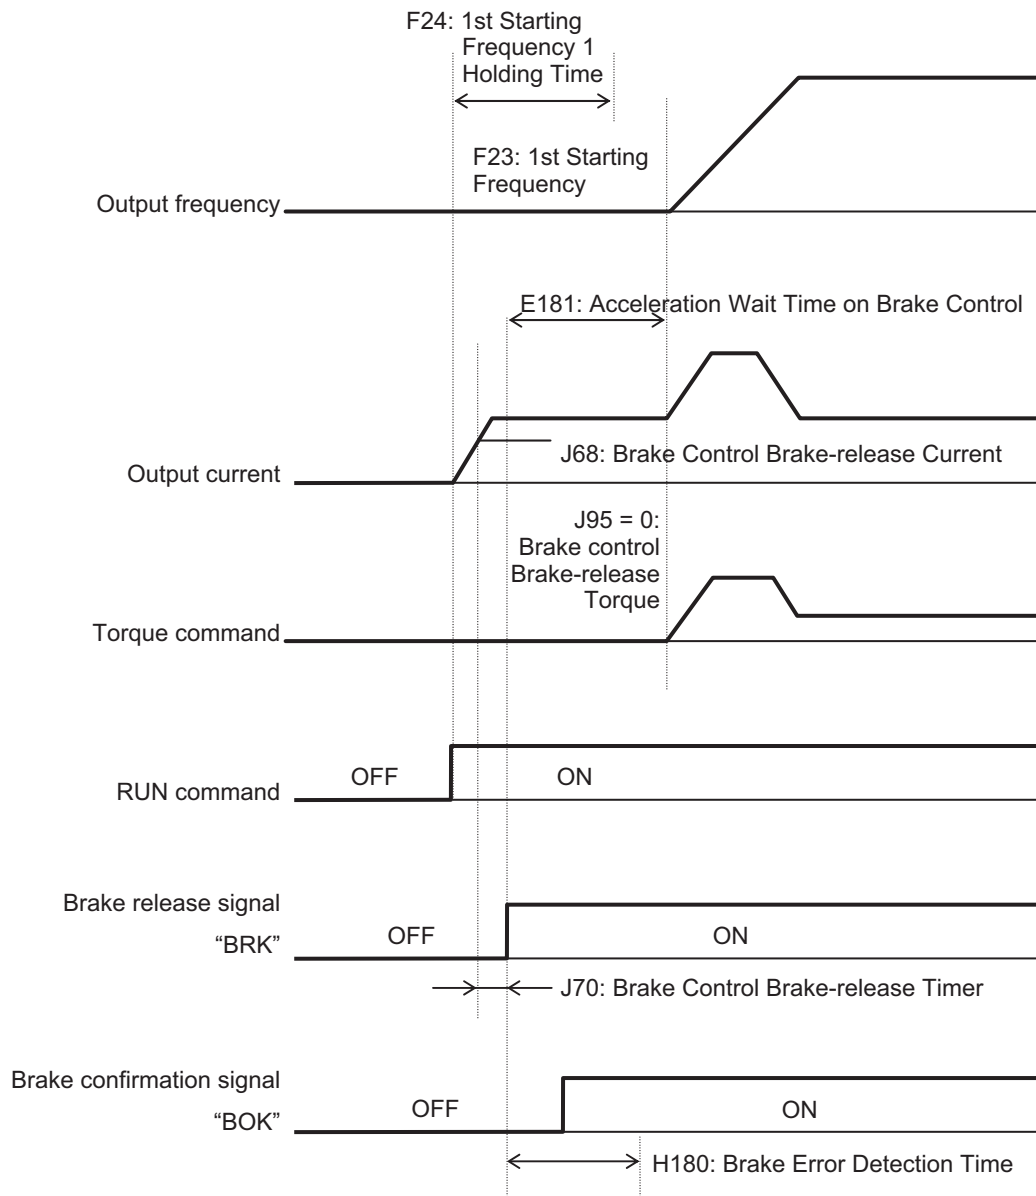 F24: 1st Starting
Frequency 1
Holding Time
F23: 1st Starting
Frequency
Output frequency
E181: Acceleration Wait Time on Brake Control
J68: Brake Control Brake-release Current
Output current
J95 = 0:
Brake control
Brake-release
Torque
Torque command
OFF
ON
RUN command
Brake release signal
“BRK”
OFF
ON
J70: Brake Control Brake-release Timer
Brake confirmation signal
“BOK”
OFF
ON
H180: Brake Error Detection Time